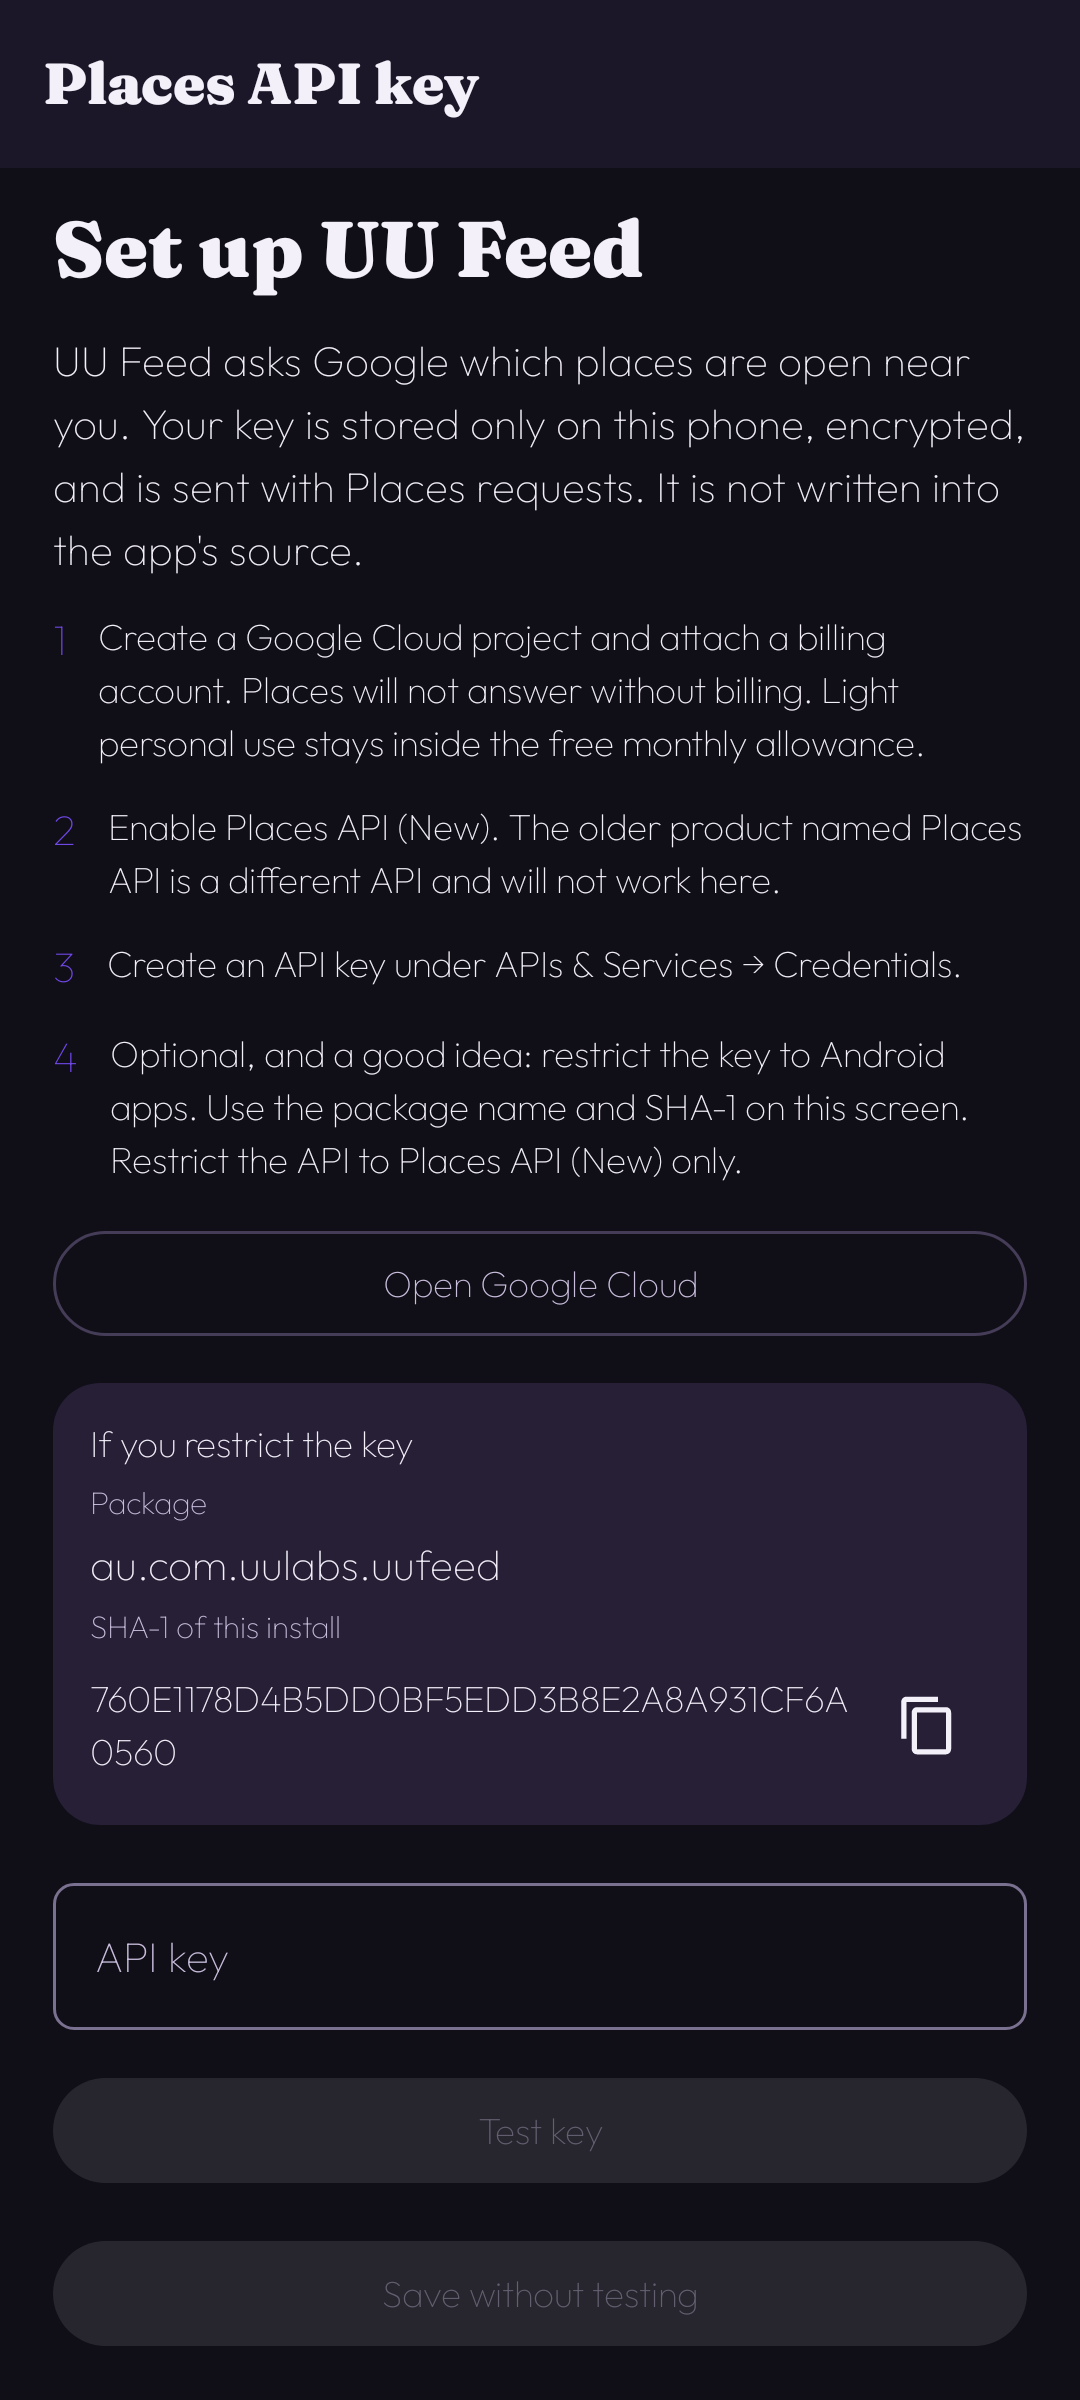 Places API key
Set up UU Feed
UU Feed asks Google which places are open near
you. Your key is stored only on this phone, encrypted,
and is sent with Places requests. It is not written into
the app's source.
1 Create a Google Cloud project and attach a billing
account. Places will not answer without billing. Light
personal use stays inside the free monthly allowance.
2 Enable Places API (New). The older product named Places
API is a different API and will not work here.
3 Create an API key under APIs & Services → Credentials.
4 Optional, and a good idea: restrict the key to Android
apps. Use the package name and SHA-1 on this screen.
Restrict the API to Places API (New) only.
Open Google Cloud
If you restrict the key
Package
au.com.uulabs.uufeed
SHA-1 of this install
760E1178D4B5DD0BF5EDD3B8E2A8A931CF6A
0560
API key
Test key
Save without testing